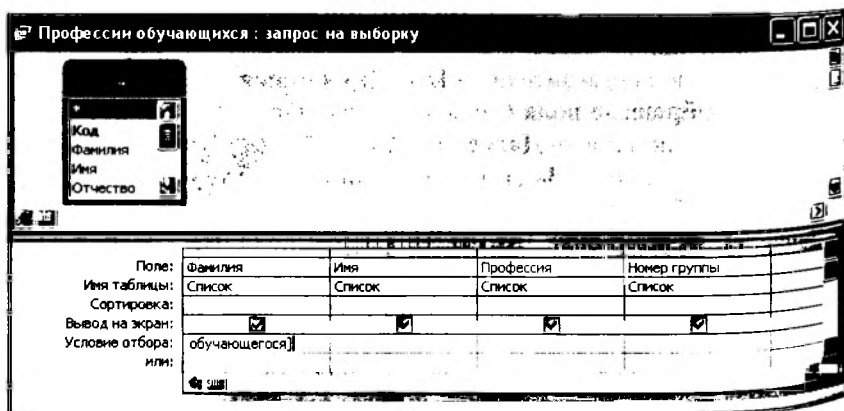 Профессии обучающихся : запрос на выборку
*
Код
Фамилия
Имя
Отчество
Поле: Фамилия Имя Профессия Номер группы
Имя таблицы: Список Список Список Список
Сортировка:
Вывод на экран:
Условие отбора: обучающегося]
или: